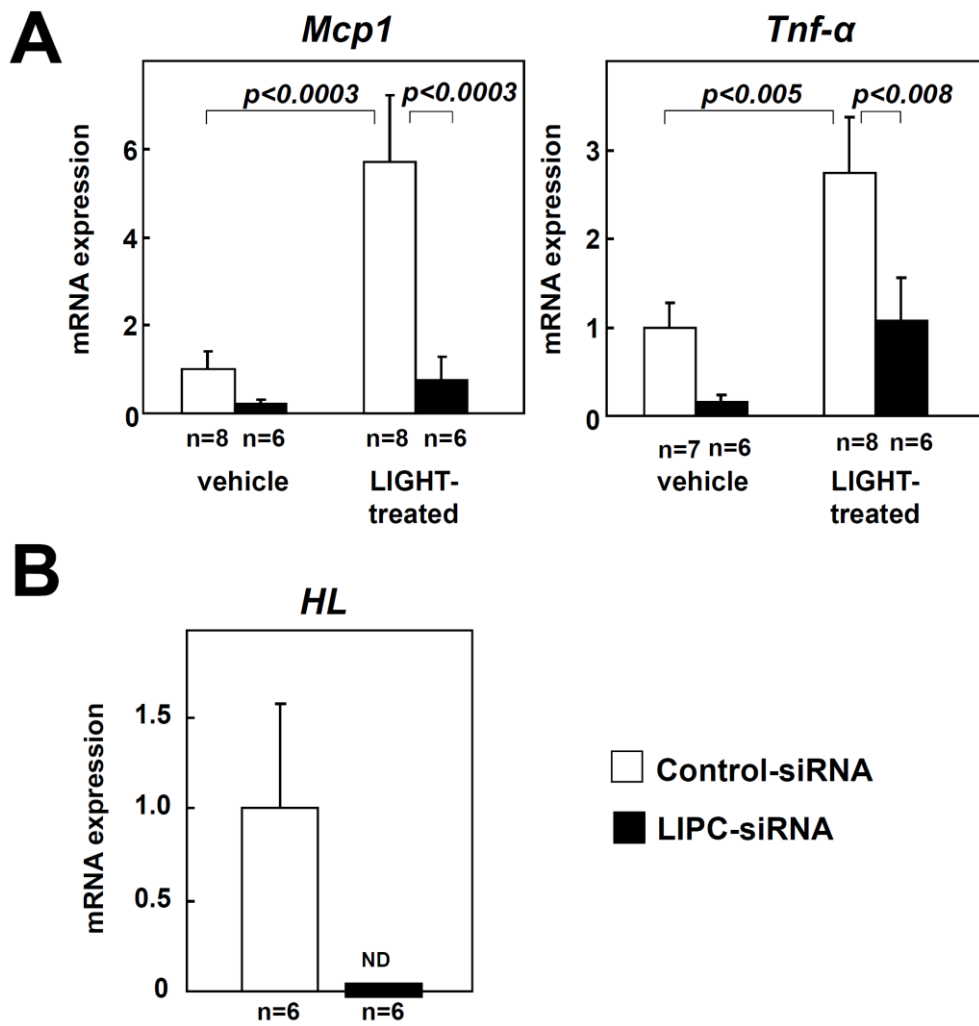 A
Mcp1
mRNA expression
6
4
2
0
p<0.0003
p<0.0003
n=8 n=6
n=8 n=6
vehicle
LIGHT-
treated
Tnf-α
mRNA expression
3
2
1
0
p<0.005
p<0.008
n=7 n=6
n=8 n=6
vehicle
LIGHT-
treated
B
HL
mRNA expression
1.5
1.0
0.5
0
ND
n=6
n=6
Control-siRNA
LIPC-siRNA